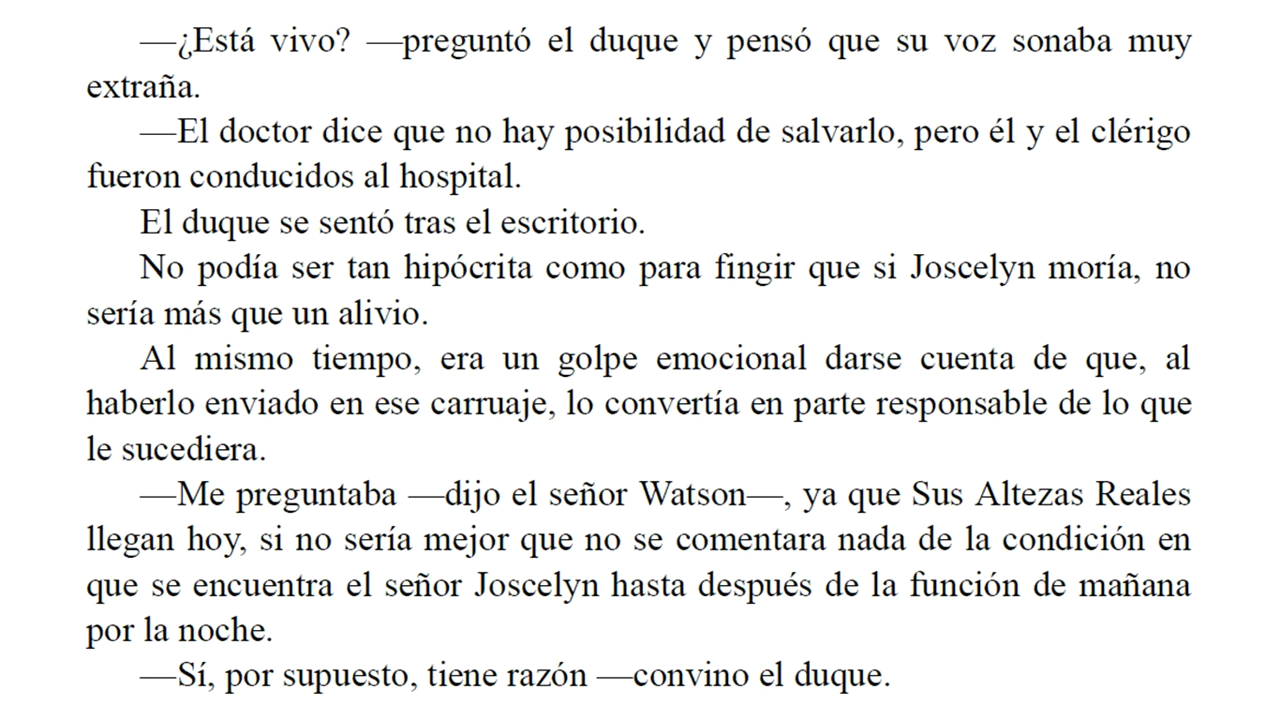 —¿Está vivo? —preguntó el duque y pensó que su voz sonaba muy
extraña.
—El doctor dice que no hay posibilidad de salvarlo, pero él y el clérigo
fueron conducidos al hospital.
El duque se sentó tras el escritorio.
No podía ser tan hipócrita como para fingir que si Joscelyn moría, no
sería más que un alivio.
Al mismo tiempo, era un golpe emocional darse cuenta de que, al
haberlo enviado en ese carruaje, lo convertía en parte responsable de lo que
le sucediera.
—Me preguntaba —dijo el señor Watson—, ya que Sus Altezas Reales
llegan hoy, si no sería mejor que no se comentara nada de la condición en
que se encuentra el señor Joscelyn hasta después de la función de mañana
por la noche.
—Sí, por supuesto, tiene razón —convino el duque.